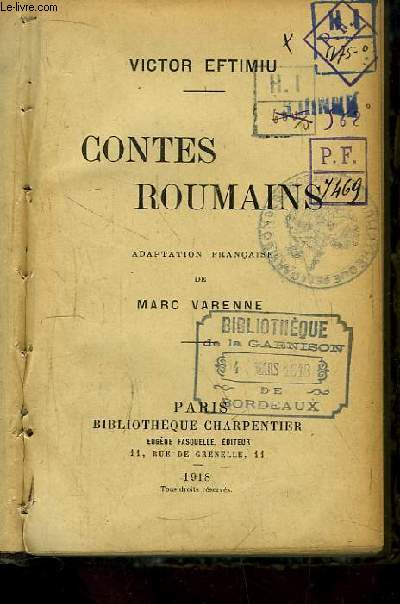 Le-livre.com
VICTOR EFTIMIU
H.I
H.I
P.F.
7469
CONTES
ROUMAINS
ADAPTATION FRANÇAISE
DE
MARC VARENNE
BIBLIOTHÈQUE
de la GARNISON
MARS
DE
BORDEAUX
PARIS
BIBLIOTHÈQUE CHARPENTIER
EUGÈNE FASQUELLE, ÉDITEUR
11, RUE DE GRENELLE, 11
1918
Tous droits réservés.